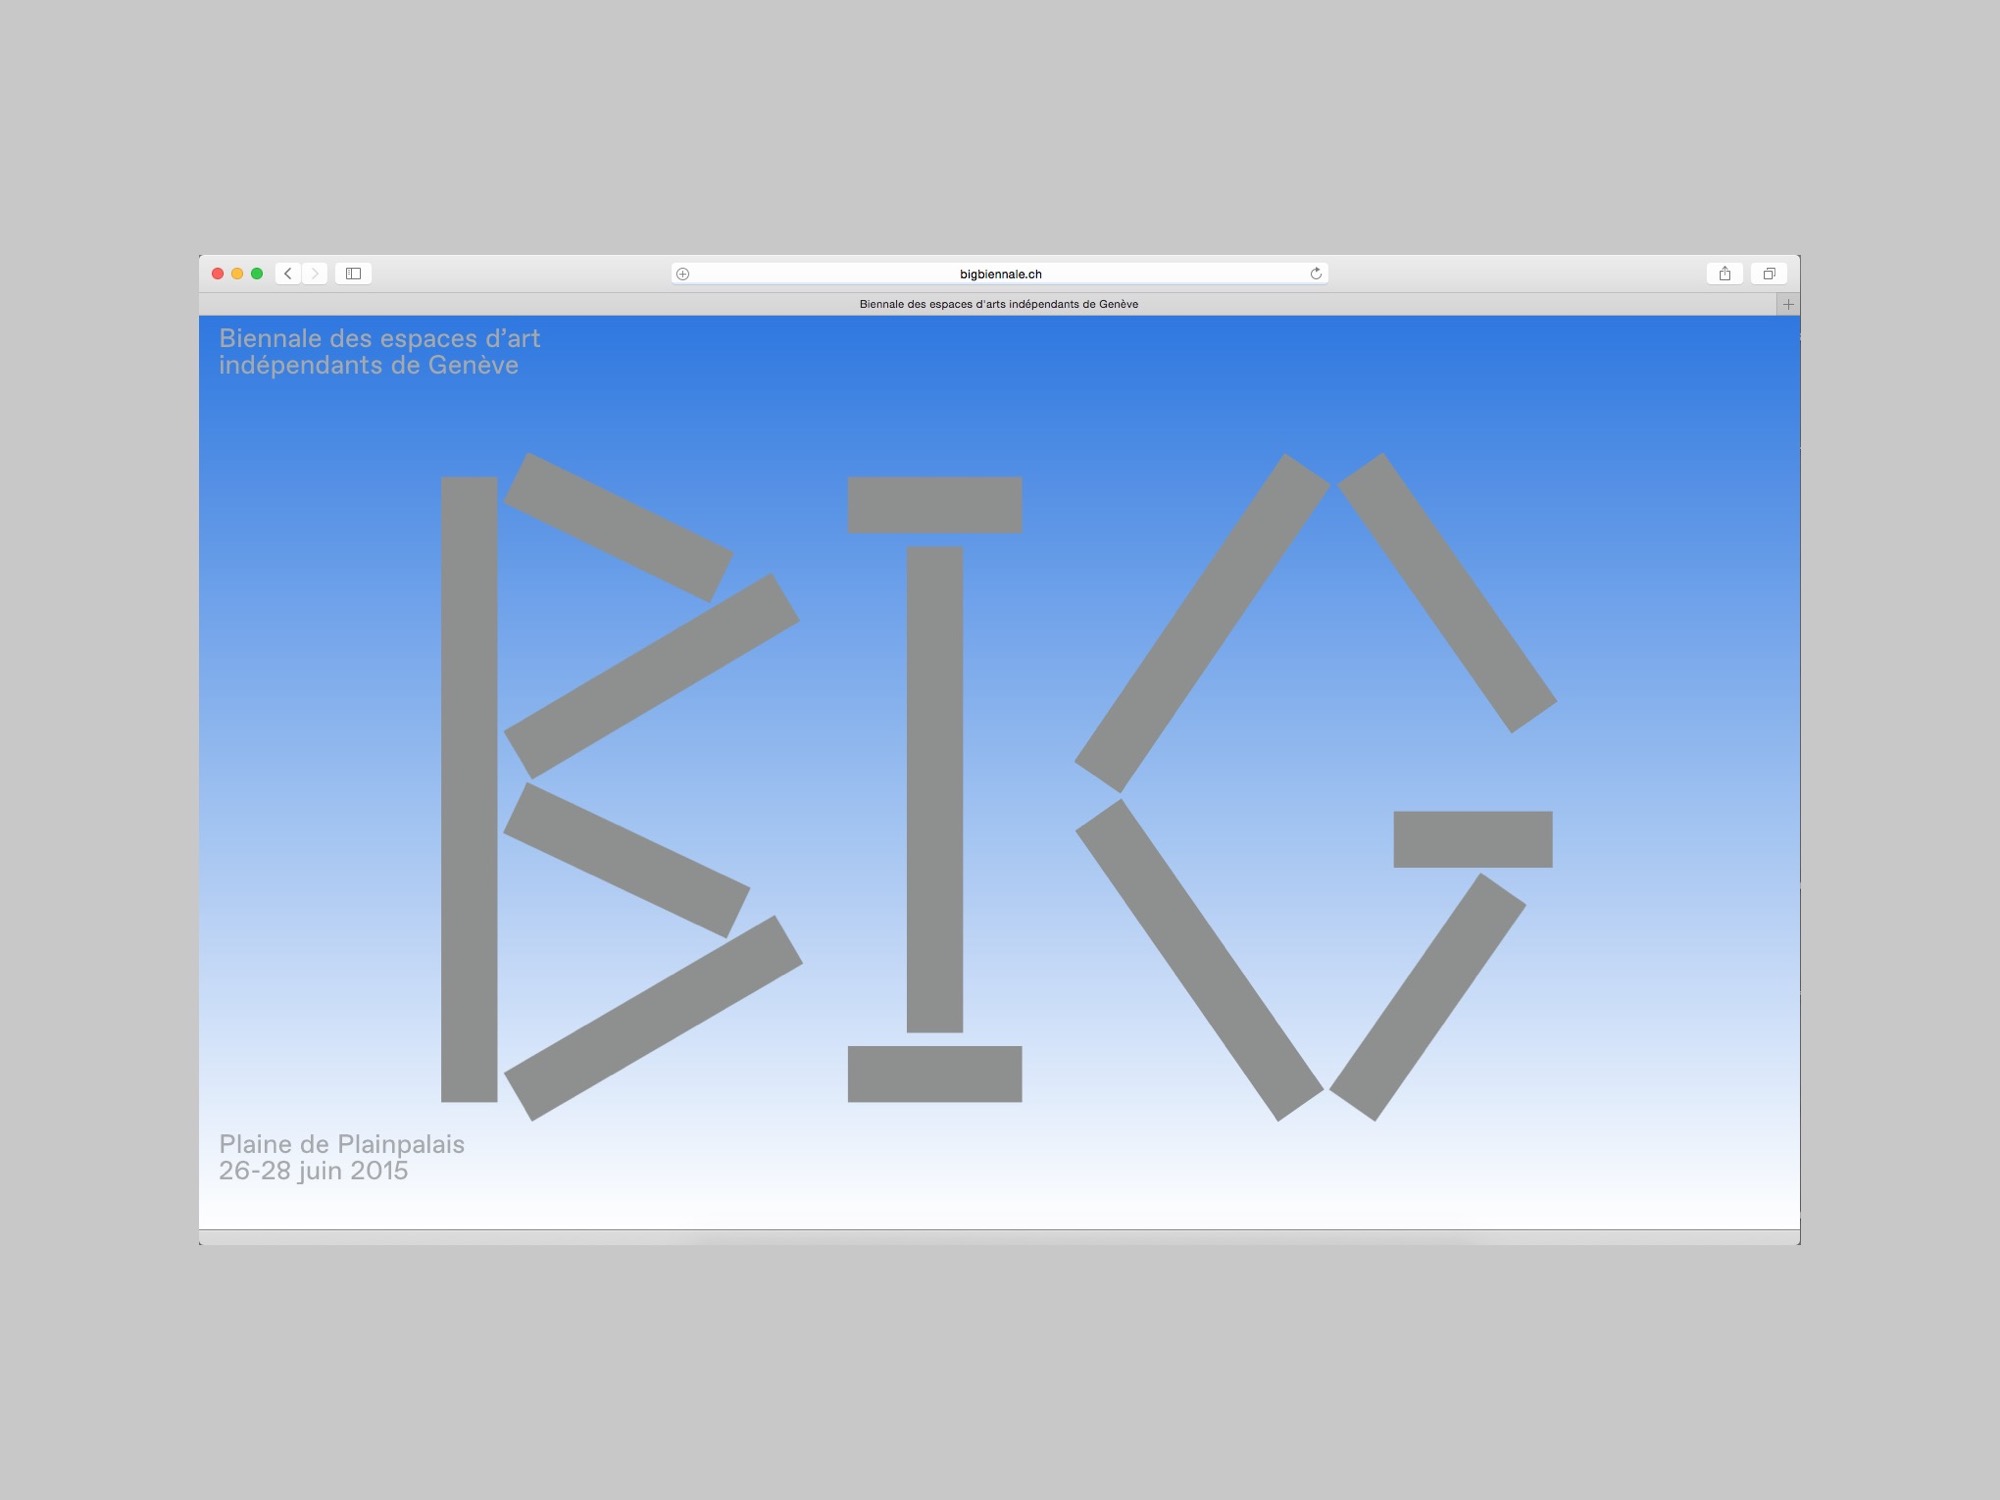 bigbiennale.ch
Biennale des espaces d'arts indépendants de Genève
Biennale des espaces d’art
indépendants de Genève
BIG
Plaine de Plainpalais
26-28 juin 2015